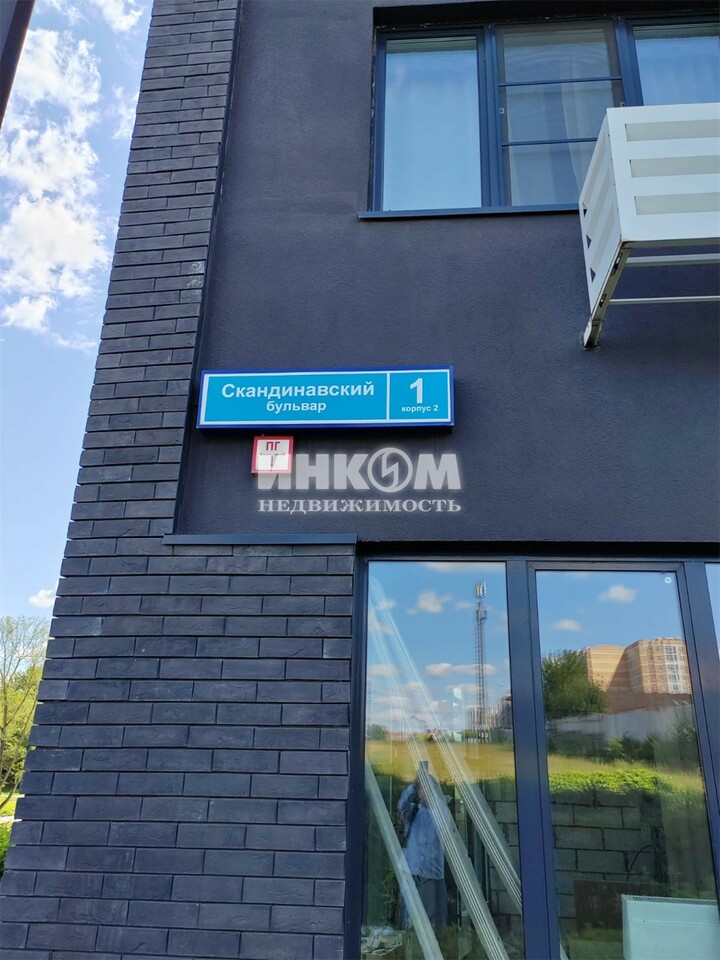 Скандинавский
бульвар
1
корпус 2
ПГ
ИНКОМ
НЕДВИЖИМОСТЬ